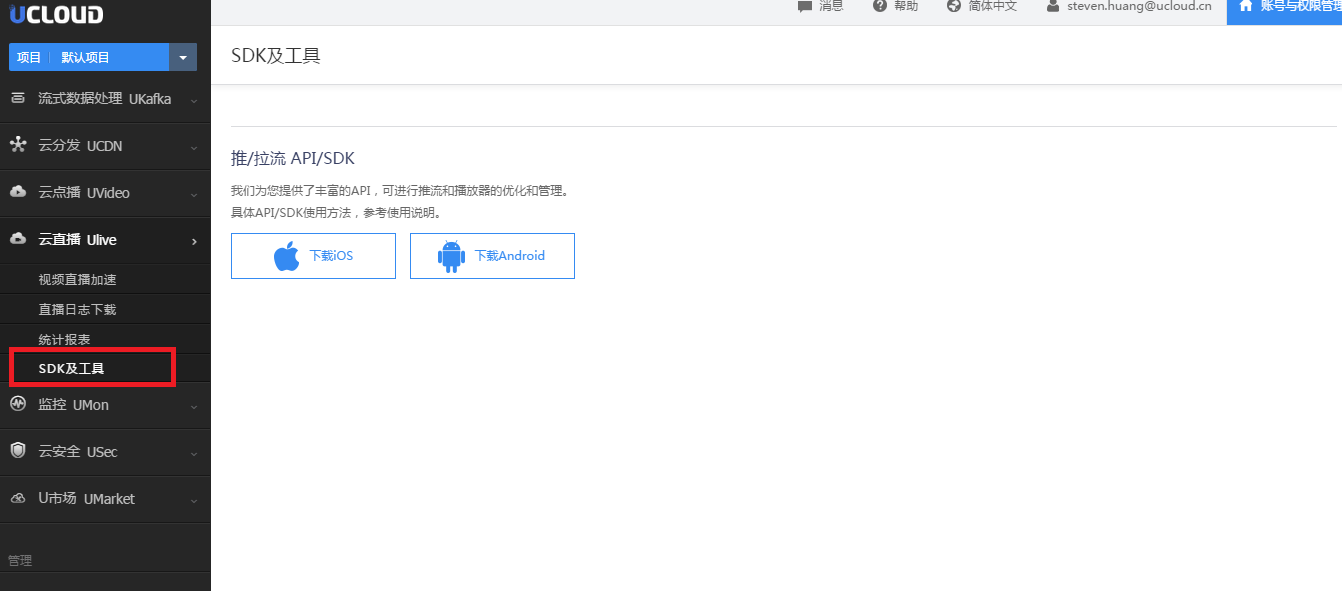 UCLOUD
项目 默认项目
流式数据处理 UKafka
云分发 UCDN
云点播 UVideo
云直播 Ulive
视频直播加速
直播日志下载
统计报表
SDK及工具
监控 UMon
云安全 USec
U市场 UMarket
管理
消息 帮助 简体中文 steven.huang@ucloud.cn 账号与权限管理
SDK及工具
推/拉流 API/SDK
我们为您提供了丰富的API，可进行推流和播放器的优化和管理。
具体API/SDK使用方法，参考使用说明。
下载iOS 下载Android